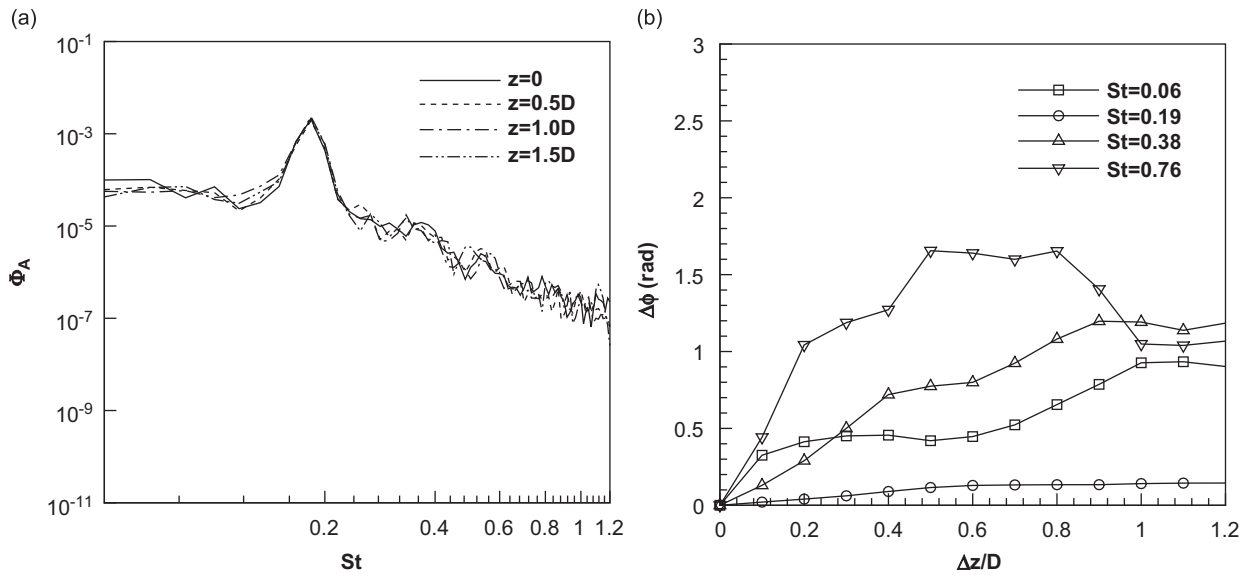 (a)
10-1
10-3
10-5
10-7
10-9
10-11
ΦA
z=0
z=0.5D
z=1.0D
z=1.5D
0.2
0.4
0.6
0.8
1
1.2
St
(b)
3
2.5
2
1.5
1
0.5
0
Δϕ (rad)
St=0.06
St=0.19
St=0.38
St=0.76
0
0.2
0.4
0.6
0.8
1
1.2
Δz/D